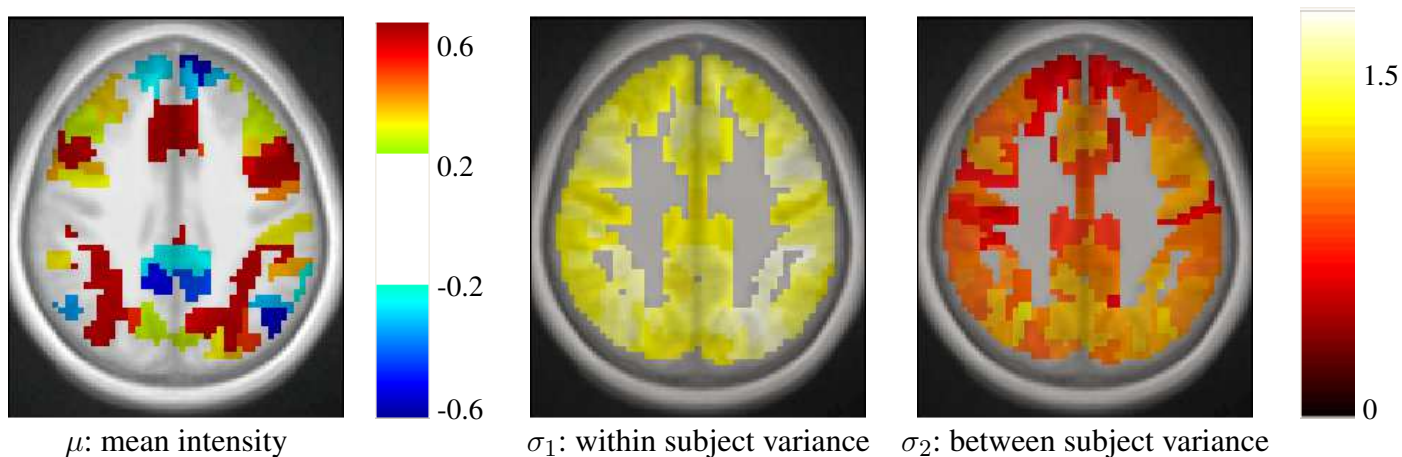 0.6
0.2
-0.2
-0.6
1.5
0
μ: mean intensity
σ₁: within subject variance
σ₂: between subject variance